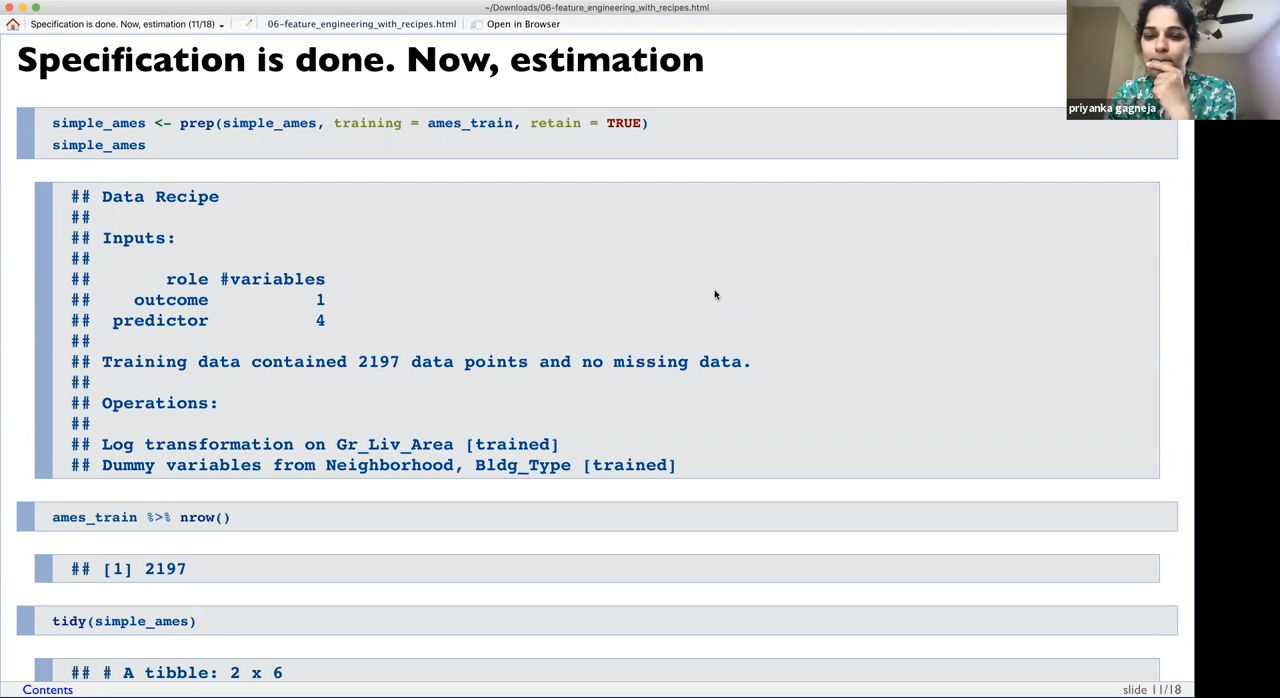 ~/Downloads/06-feature_engineering_with_recipes.html
Specification is done. Now, estimation (11/18)
06-feature_engineering_with_recipes.html
Open in Browser
Specification is done. Now, estimation
priyanka gagneja
simple_ames <- prep(simple_ames, training = ames_train, retain = TRUE)
simple_ames
## Data Recipe
##
## Inputs:
##
## role #variables
## outcome 1
## predictor 4
##
## Training data contained 2197 data points and no missing data.
##
## Operations:
##
## Log transformation on Gr_Liv_Area [trained]
## Dummy variables from Neighborhood, Bldg_Type [trained]
ames_train %>% nrow()
## [1] 2197
tidy(simple_ames)
## # A tibble: 2 x 6
Contents
slide 11/18